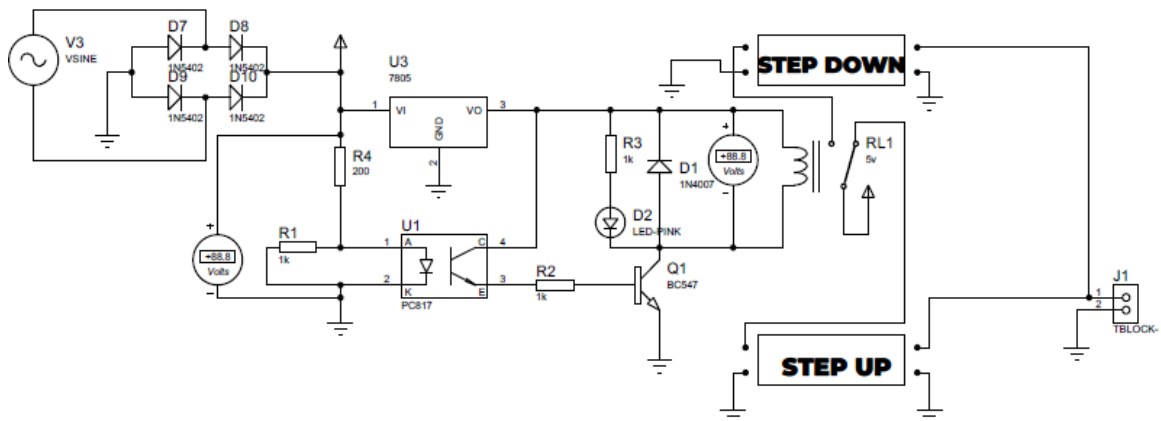 V3
VSINE
D7
1N5402
D8
1N5402
D9
1N5402
D10
1N5402
U3
7805
1
VI
VO
3
GND
2
R4
200
R1
1k
+88.8
Volts
U1
1
A
C
4
2
K
E
3
PC817
R2
1k
R3
1k
D2
LED-PINK
D1
1N4007
+88.8
Volts
Q1
BC547
RL1
5v
STEP DOWN
STEP UP
J1
1
2
TBLOCK-